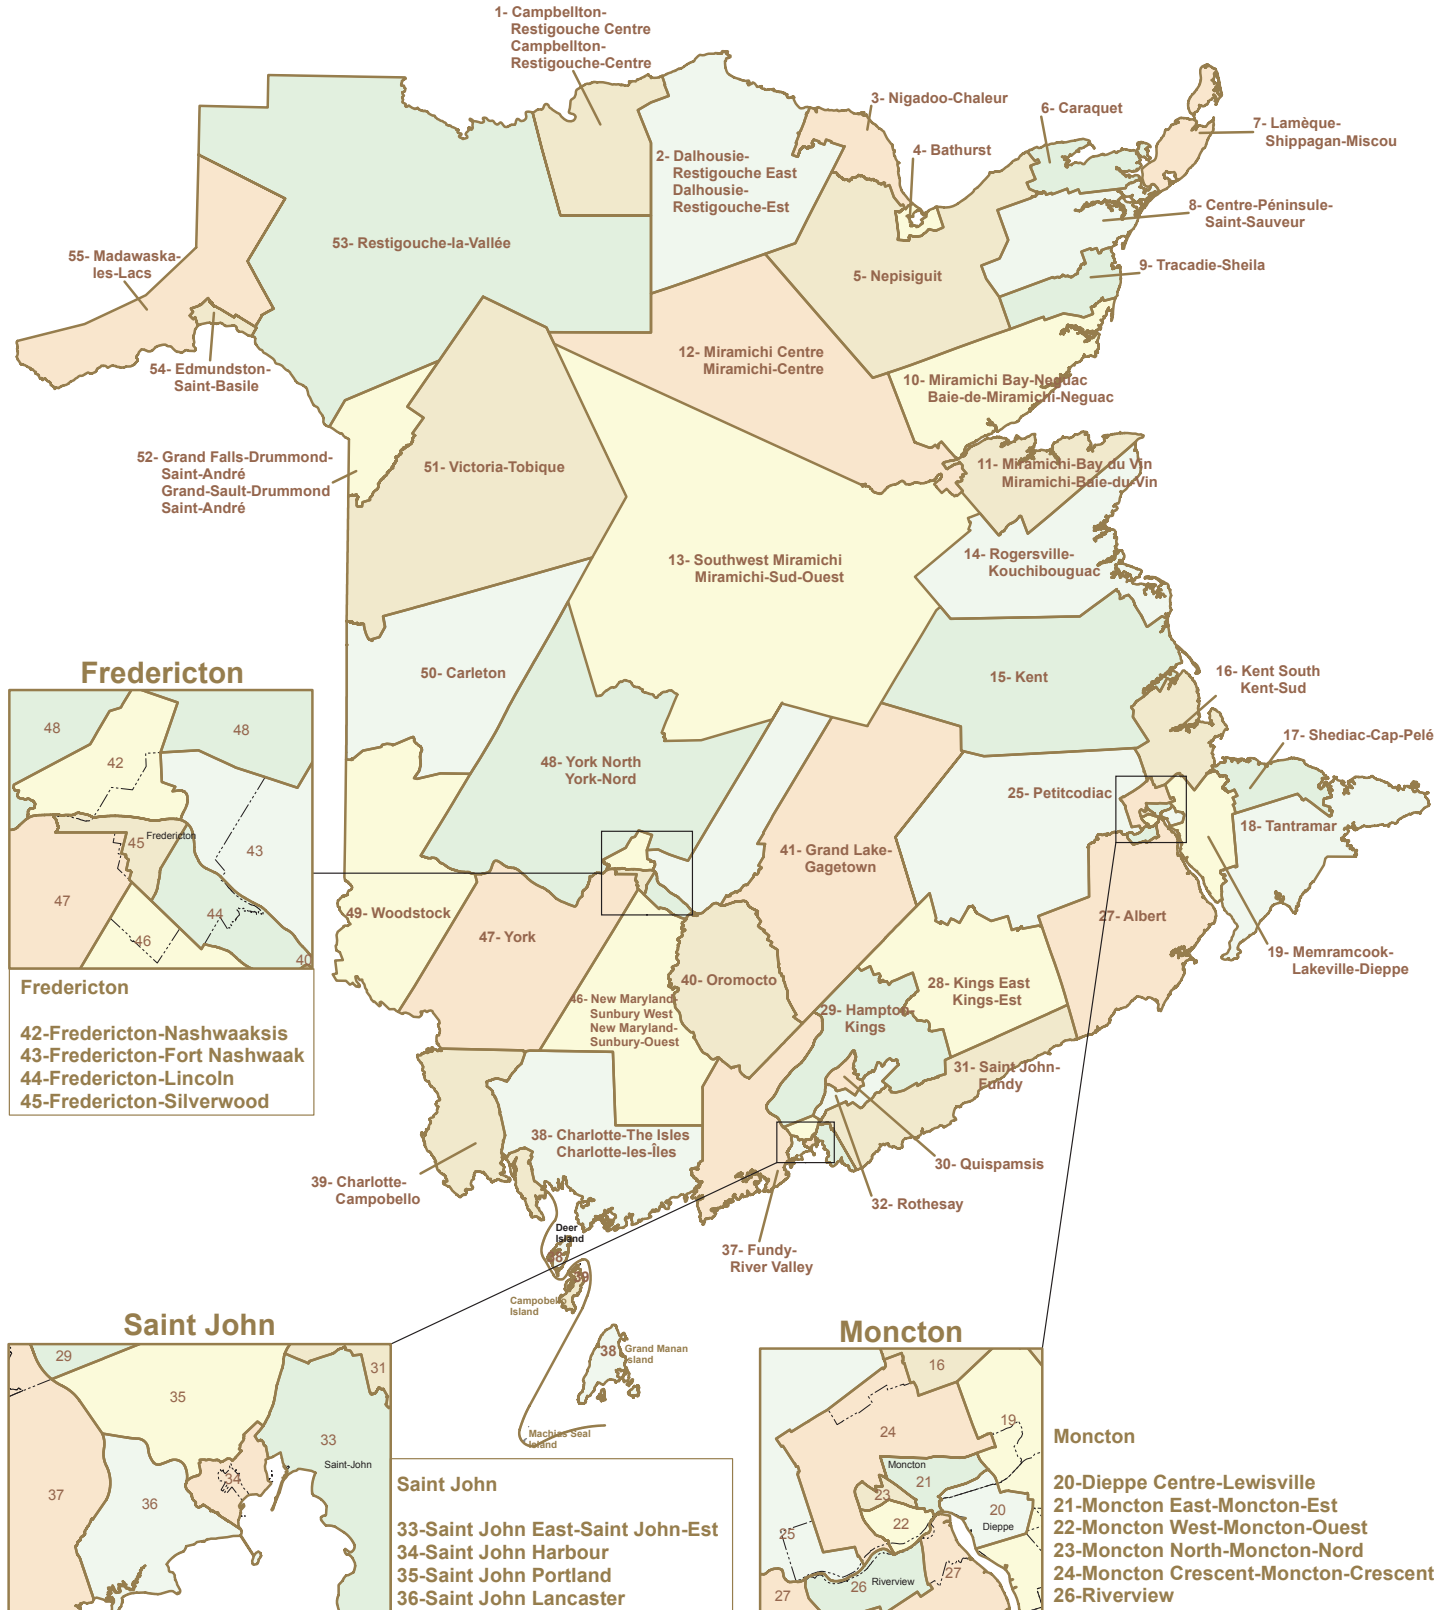 1- Campbellton-
Restigouche Centre
Campbellton-
Restigouche-Centre
3- Nigadoo-Chaleur
6- Caraquet
7- Lamèque-
Shippagan-Miscou
4- Bathurst
2- Dalhousie-
Restigouche East
Dalhousie-
Restigouche-Est
8- Centre-Péninsule-
Saint-Sauveur
53- Restigouche-la-Vallée
55- Madawaska-
les-Lacs
5- Nepisiguit
9- Tracadie-Sheila
54- Edmundston-
Saint-Basile
12- Miramichi Centre
Miramichi-Centre
10- Miramichi Bay-Neguac
Baie-de-Miramichi-Neguac
52- Grand Falls-Drummond-
Saint-André
Grand-Sault-Drummond
Saint-André
51- Victoria-Tobique
11- Miramichi-Bay du Vin
Miramichi-Baie-du-Vin
13- Southwest Miramichi
Miramichi-Sud-Ouest
14- Rogersville-
Kouchibouguac
50- Carleton
15- Kent
16- Kent South
Kent-Sud
17- Shediac-Cap-Pelé
48- York North
York-Nord
25- Petitcodiac
18- Tantramar
41- Grand Lake-
Gagetown
49- Woodstock
47- York
27- Albert
19- Memramcook-
Lakeville-Dieppe
40- Oromocto
28- Kings East
Kings-Est
46- New Maryland-
Sunbury West
New Maryland-
Sunbury-Ouest
29- Hampton-
Kings
31- Saint John-
Fundy
38- Charlotte-The Isles
Charlotte-les-Îles
39- Charlotte-
Campobello
30- Quispamsis
32- Rothesay
37- Fundy-
River Valley
Deer
Island
38
39
Campobello
Island
38
Grand Manan
Island
Machias Seal
Island
Fredericton
48
48
42
45
Fredericton
43
47
44
46
40
Fredericton
42-Fredericton-Nashwaaksis
43-Fredericton-Fort Nashwaak
44-Fredericton-Lincoln
45-Fredericton-Silverwood
Saint John
29
31
35
33
Saint-John
34
37
36
Saint John
33-Saint John East-Saint John-Est
34-Saint John Harbour
35-Saint John Portland
36-Saint John Lancaster
Moncton
16
19
24
Moncton
21
23
20
Dieppe
22
25
26
Riverview
27
27
Moncton
20-Dieppe Centre-Lewisville
21-Moncton East-Moncton-Est
22-Moncton West-Moncton-Ouest
23-Moncton North-Moncton-Nord
24-Moncton Crescent-Moncton-Crescent
26-Riverview